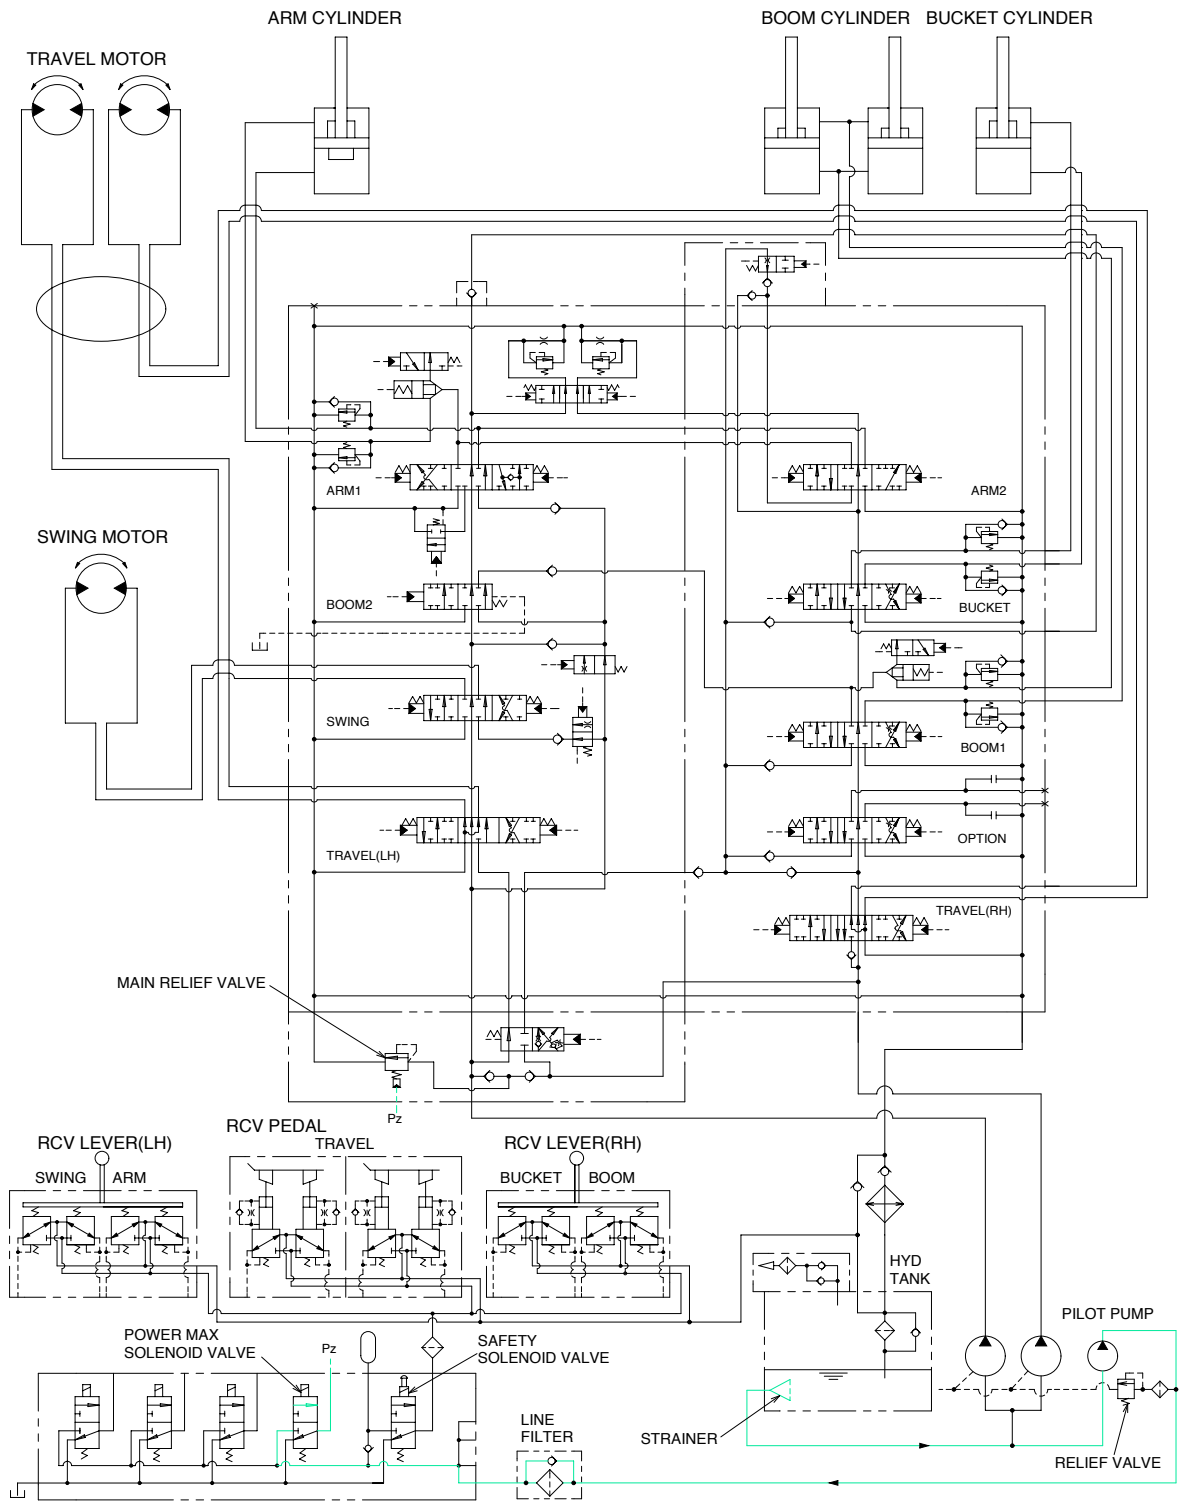 ARM CYLINDER
BOOM CYLINDER
BUCKET CYLINDER
TRAVEL MOTOR
ARM1
ARM2
SWING MOTOR
BOOM2
BUCKET
SWING
BOOM1
TRAVEL(LH)
OPTION
TRAVEL(RH)
MAIN RELIEF VALVE
Pz
RCV LEVER(LH)
SWING
ARM
RCV PEDAL
TRAVEL
RCV LEVER(RH)
BUCKET
BOOM
HYD
TANK
POWER MAX
SOLENOID VALVE
Pz
SAFETY
SOLENOID VALVE
PILOT PUMP
LINE
FILTER
STRAINER
RELIEF VALVE